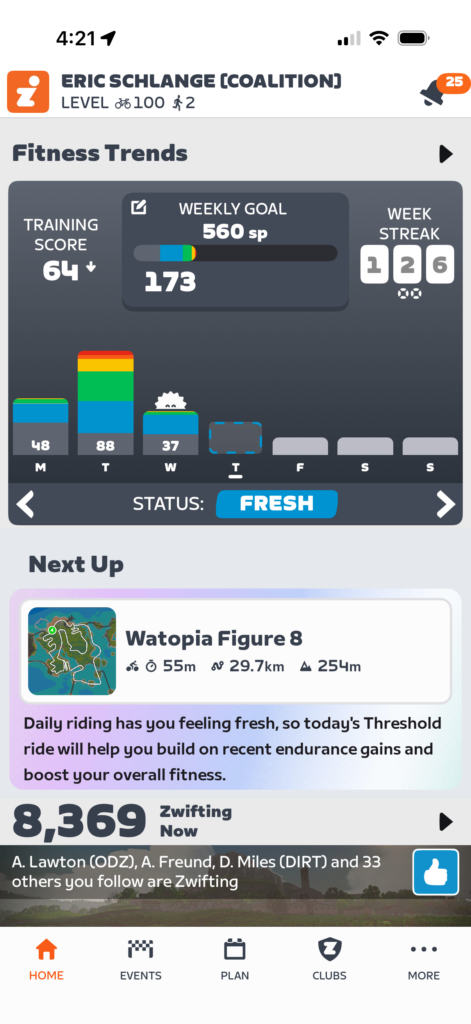 4:21
ERIC SCHLANGE (COALITION)
LEVEL 100 2
25
Fitness Trends
TRAINING
SCORE
64
WEEKLY GOAL
560 sp
173
WEEK
STREAK
1 2 6
48 88 37
M T W T F S S
STATUS: FRESH
Next Up
Watopia Figure 8
55m 29.7km 254m
Daily riding has you feeling fresh, so today's Threshold
ride will help you build on recent endurance gains and
boost your overall fitness.
8,369 Zwifting
Now
A. Lawton (ODZ), A. Freund, D. Miles (DIRT) and 33
others you follow are Zwifting
HOME EVENTS PLAN CLUBS MORE